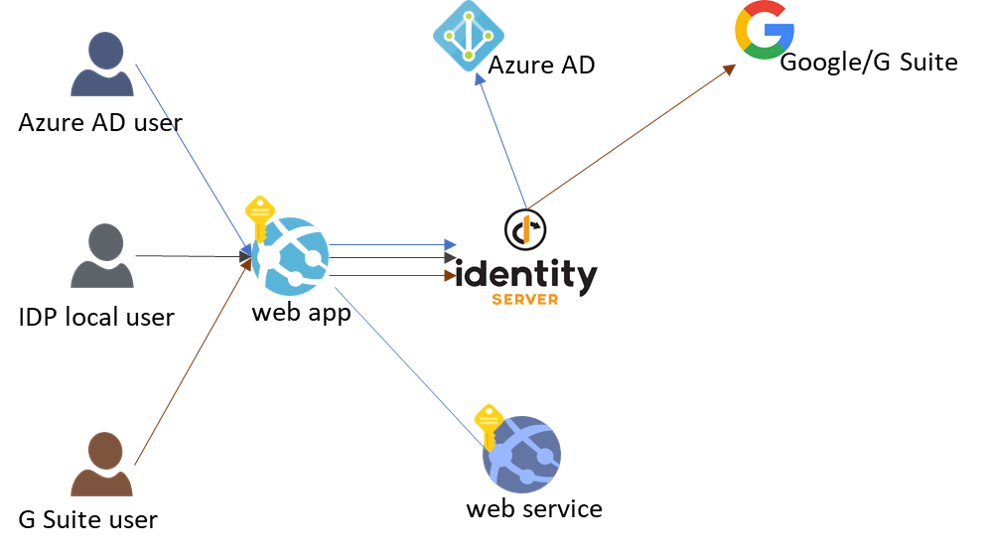 Azure AD
Google/G Suite
Azure AD user
identity
SERVER
IDP local user
web app
web service
G Suite user